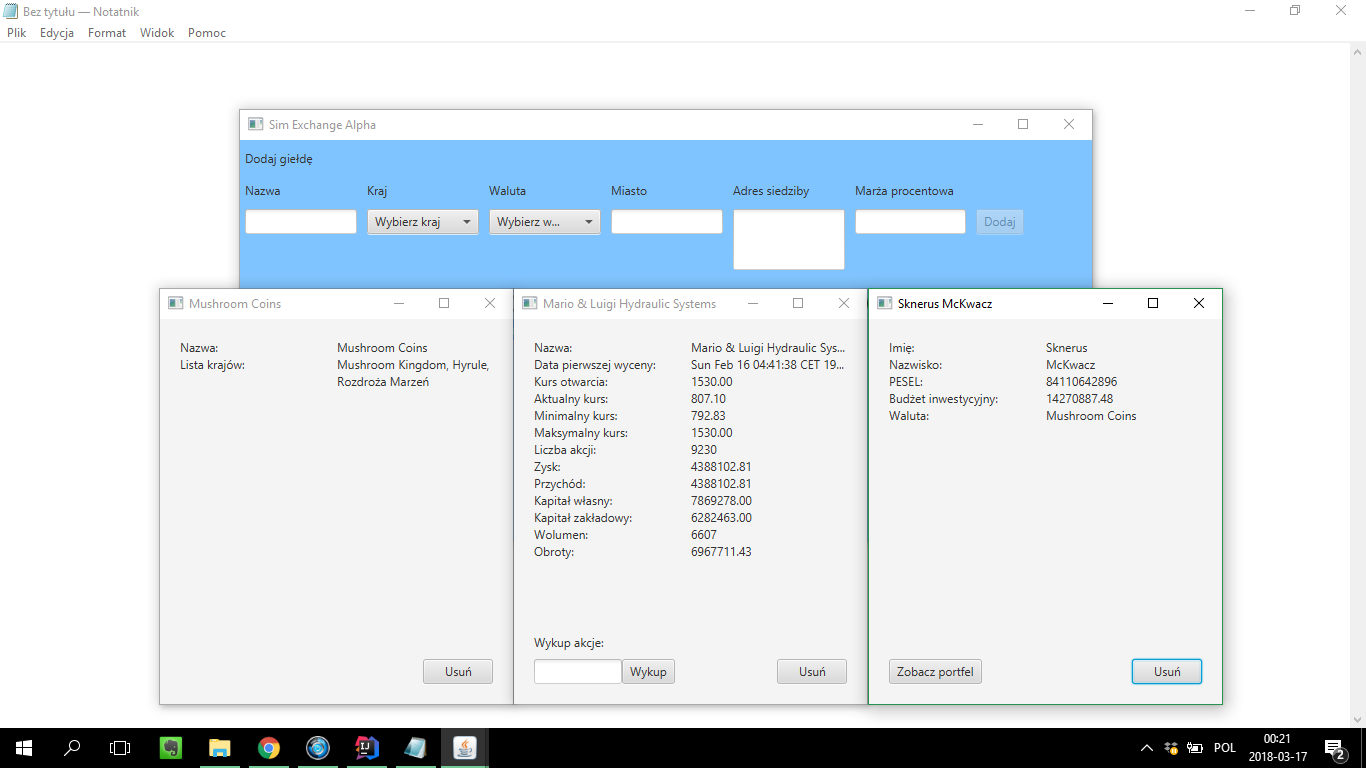 Bez tytułu — Notatnik
Plik Edycja Format Widok Pomoc
Sim Exchange Alpha
Dodaj giełdę
Nazwa Kraj Waluta Miasto Adres siedziby Marża procentowa
Wybierz kraj Wybierz w... Dodaj
Mushroom Coins
Nazwa: Mushroom Coins
Lista krajów: Mushroom Kingdom, Hyrule,
Rozdroża Marzeń
Usuń
Mario & Luigi Hydraulic Systems
Nazwa: Mario & Luigi Hydraulic Sys...
Data pierwszej wyceny: Sun Feb 16 04:41:38 CET 19...
Kurs otwarcia: 1530.00
Aktualny kurs: 807.10
Minimalny kurs: 792.83
Maksymalny kurs: 1530.00
Liczba akcji: 9230
Zysk: 4388102.81
Przychód: 4388102.81
Kapitał własny: 7869278.00
Kapitał zakładowy: 6282463.00
Wolumen: 6607
Obroty: 6967711.43
Wykup akcje:
Wykup Usuń
Sknerus McKwacz
Imię: Sknerus
Nazwisko: McKwacz
PESEL: 84110642896
Budżet inwestycyjny: 14270887.48
Waluta: Mushroom Coins
Zobacz portfel Usuń
POL
00:21
2018-03-17
2